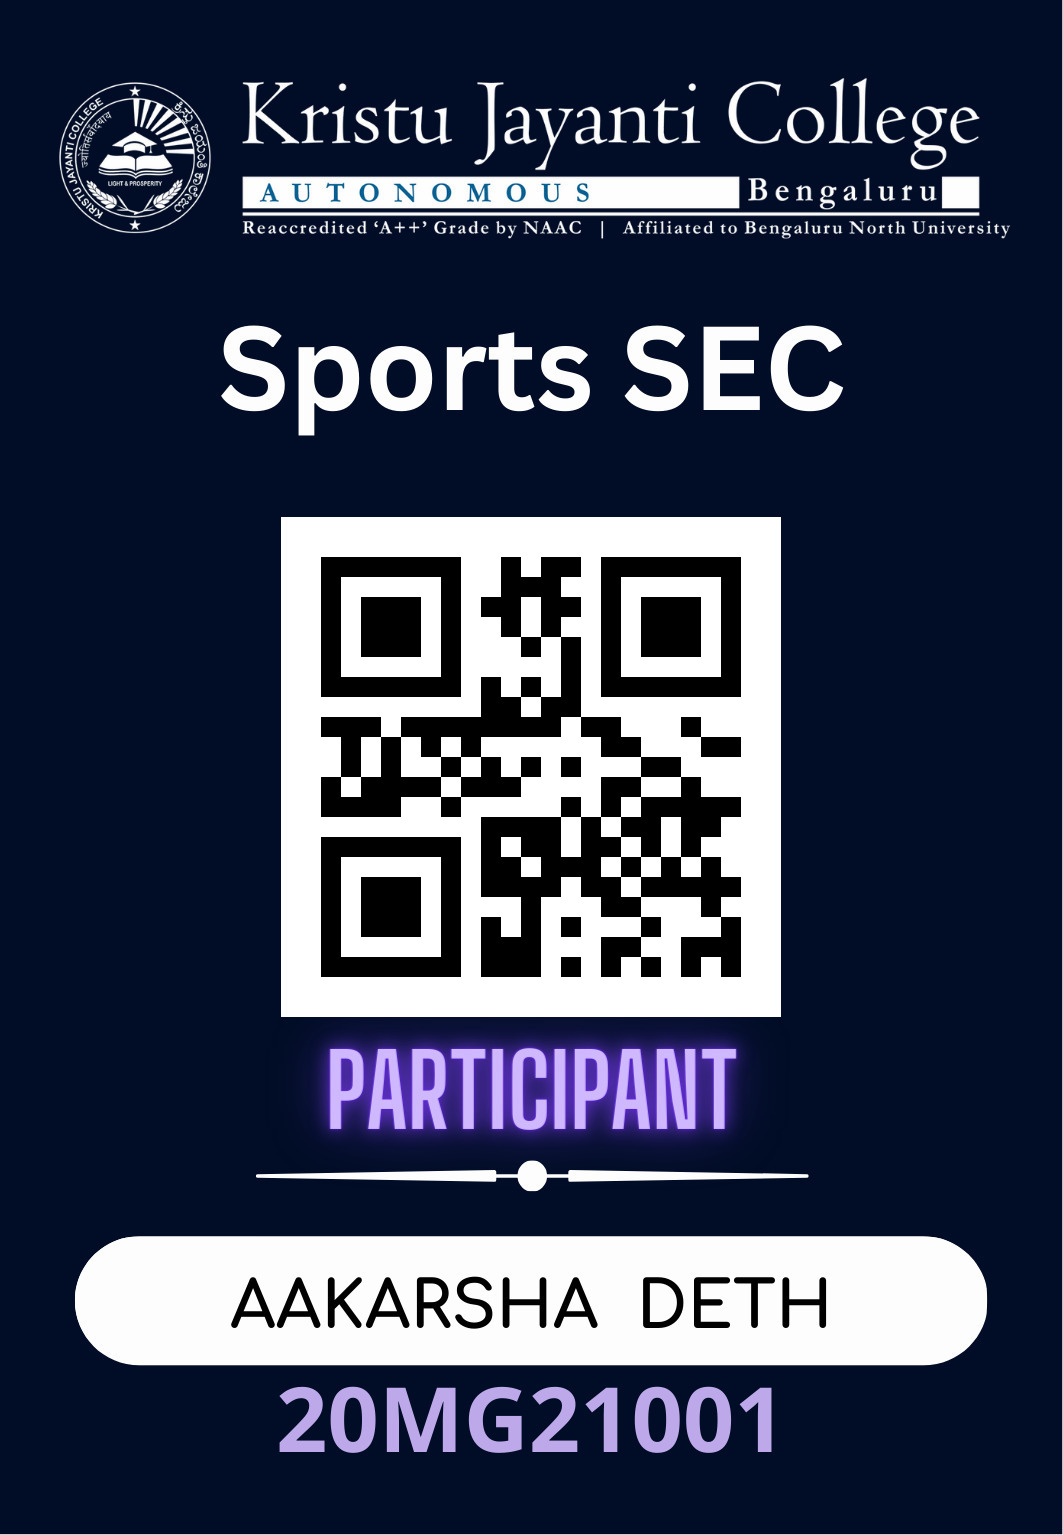 KRISTU JAYANTI COLLEGE
ಕ್ರಿಸ್ತು ಜಯಂತಿ ಕಾಲೇಜು
LIGHT & PROSPERITY
Kristu Jayanti College
AUTONOMOUS Bengaluru
Reaccredited ‘A++’ Grade by NAAC | Affiliated to Bengaluru North University
Sports SEC
PARTICIPANT
AAKARSHA DETH
20MG21001